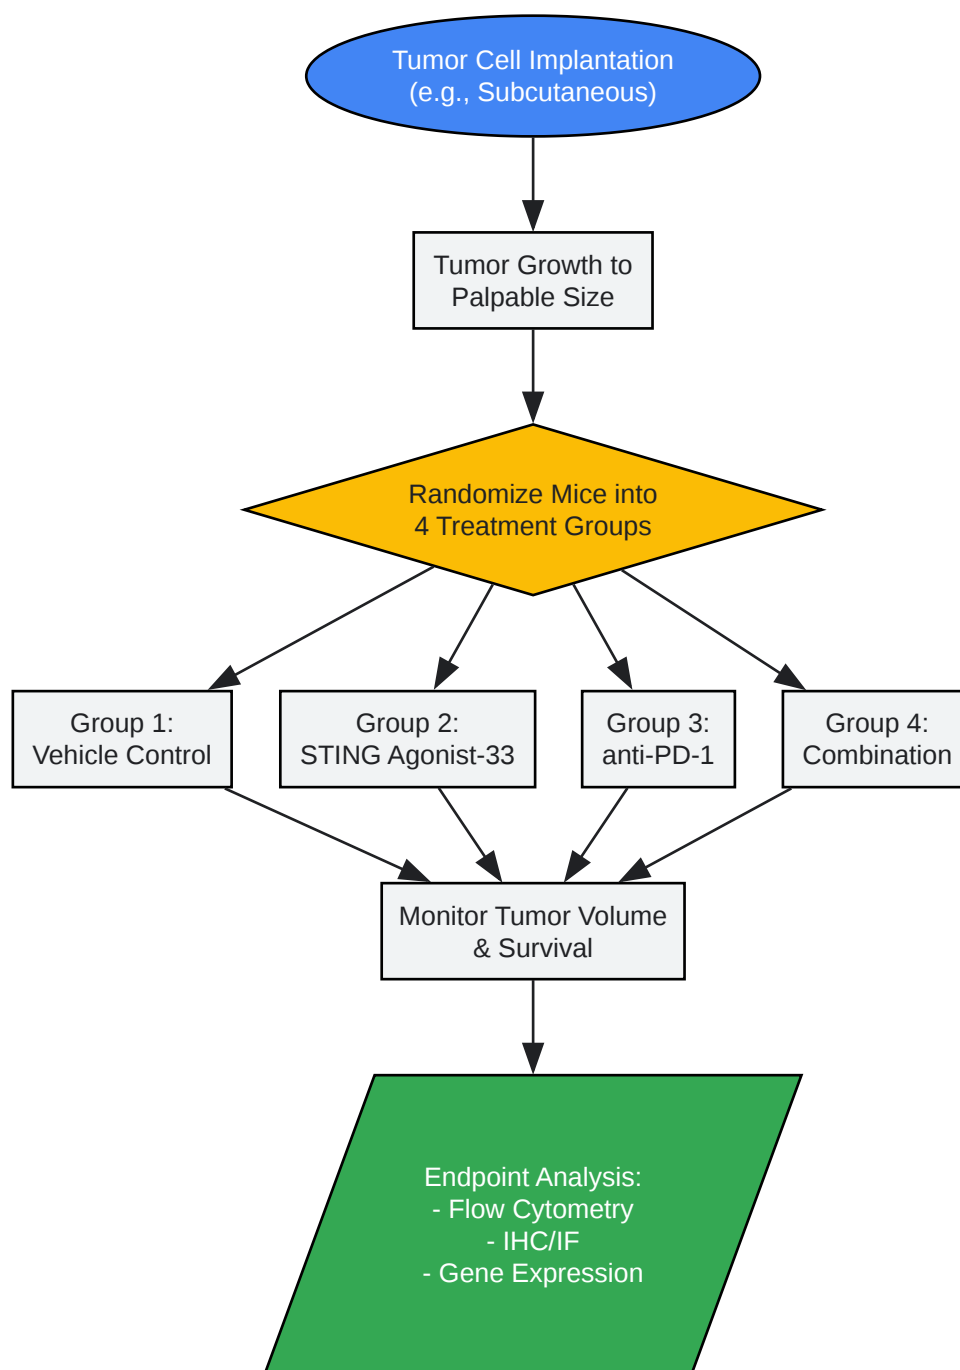 Tumor Cell Implantation
(e.g., Subcutaneous)
Tumor Growth to
Palpable Size
Randomize Mice into
4 Treatment Groups
Group 1:
Vehicle Control
Group 2:
STING Agonist-33
Group 3:
anti-PD-1
Group 4:
Combination
Monitor Tumor Volume
& Survival
Endpoint Analysis:
- Flow Cytometry
- IHC/IF
- Gene Expression